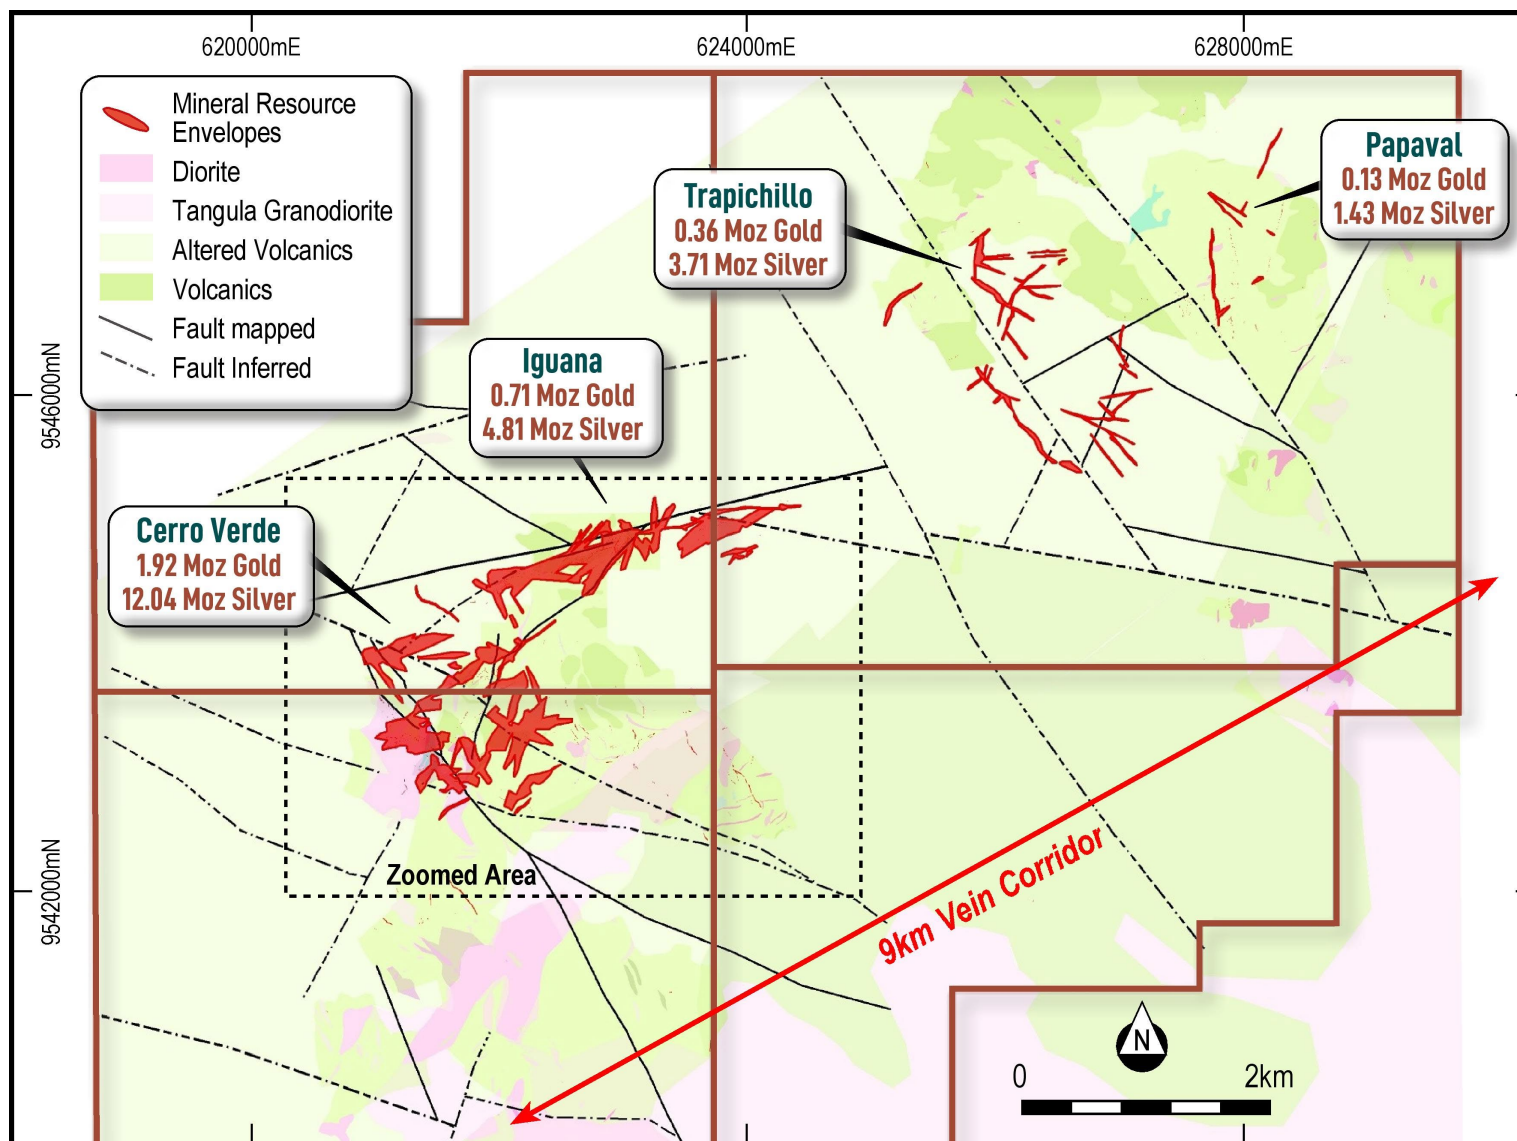 620000mE
624000mE
628000mE
Mineral Resource
Envelopes
Diorite
Tangula Granodiorite
Altered Volcanics
Volcanics
Fault mapped
Fault Inferred
Papaval
0.13 Moz Gold
1.43 Moz Silver
Trapichillo
0.36 Moz Gold
3.71 Moz Silver
9546000mN
Iguana
0.71 Moz Gold
4.81 Moz Silver
Cerro Verde
1.92 Moz Gold
12.04 Moz Silver
Zoomed Area
9542000mN
9km Vein Corridor
N
0
2km